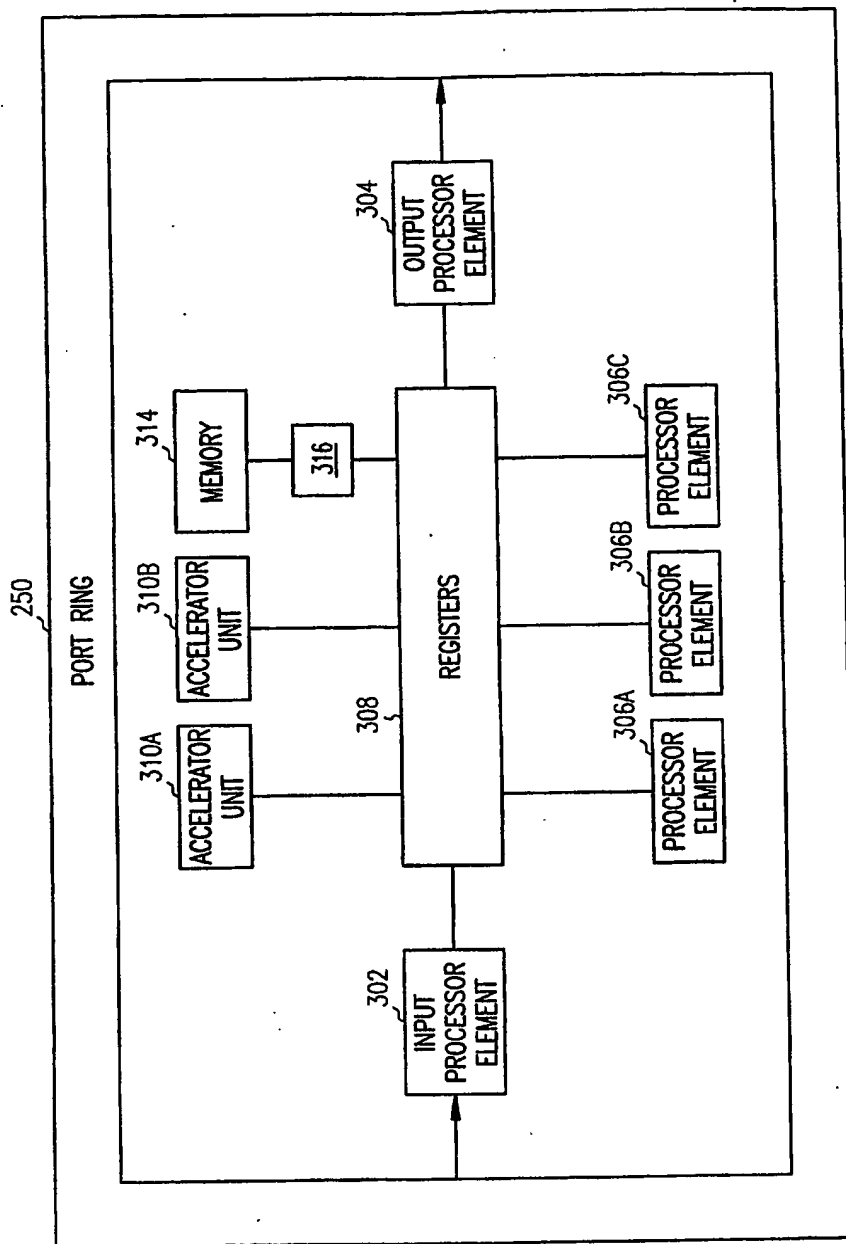 250
PORT RING
310A
ACCELERATOR
UNIT
310B
ACCELERATOR
UNIT
314
MEMORY
316
302
INPUT
PROCESSOR
ELEMENT
308
REGISTERS
304
OUTPUT
PROCESSOR
ELEMENT
306A
PROCESSOR
ELEMENT
306B
PROCESSOR
ELEMENT
306C
PROCESSOR
ELEMENT